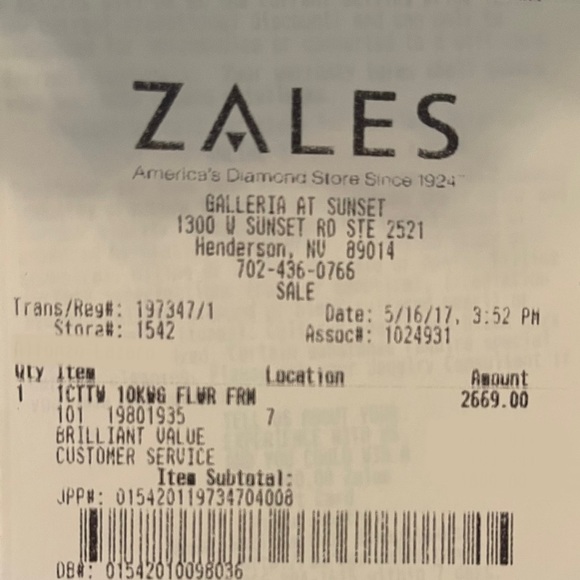 ZALES
America's Diamond Store Since 1924
GALLERIA AT SUNSET
1300 W SUNSET RD STE 2521
Henderson, NV 89014
702-436-0766
SALE
Trans/Reg#: 197347/1 Date: 5/16/17, 3:52 PM
Stora#: 1542 Assoc#: 1024931
Qty Item Location Amount
1 1CTTW 10KWG FLWR FRM 2669.00
101 19801935 7
BRILLIANT VALUE
CUSTOMER SERVICE
Item Subtotal:
JPP#: 015420119734704008
DB#: 01542010098036